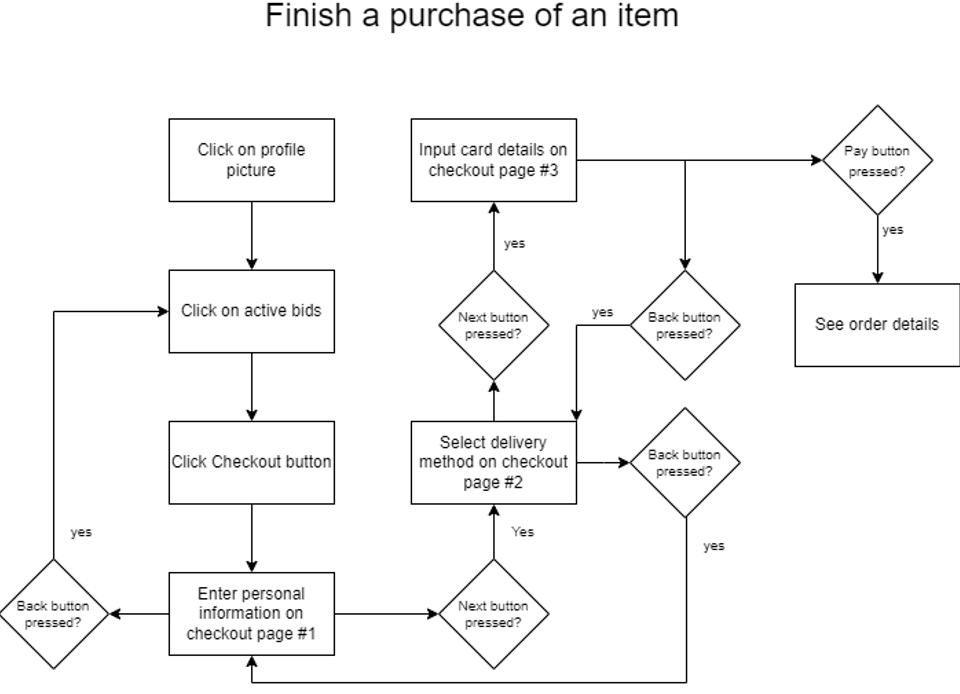 Finish a purchase of an item
Click on profile
picture
Input card details on
checkout page #3
Pay button
pressed?
yes
yes
Click on active bids
Next button
pressed?
yes
Back button
pressed?
See order details
Click Checkout button
Select delivery
method on checkout
page #2
Back button
pressed?
yes
Yes
yes
Back button
pressed?
Enter personal
information on
checkout page #1
Next button
pressed?